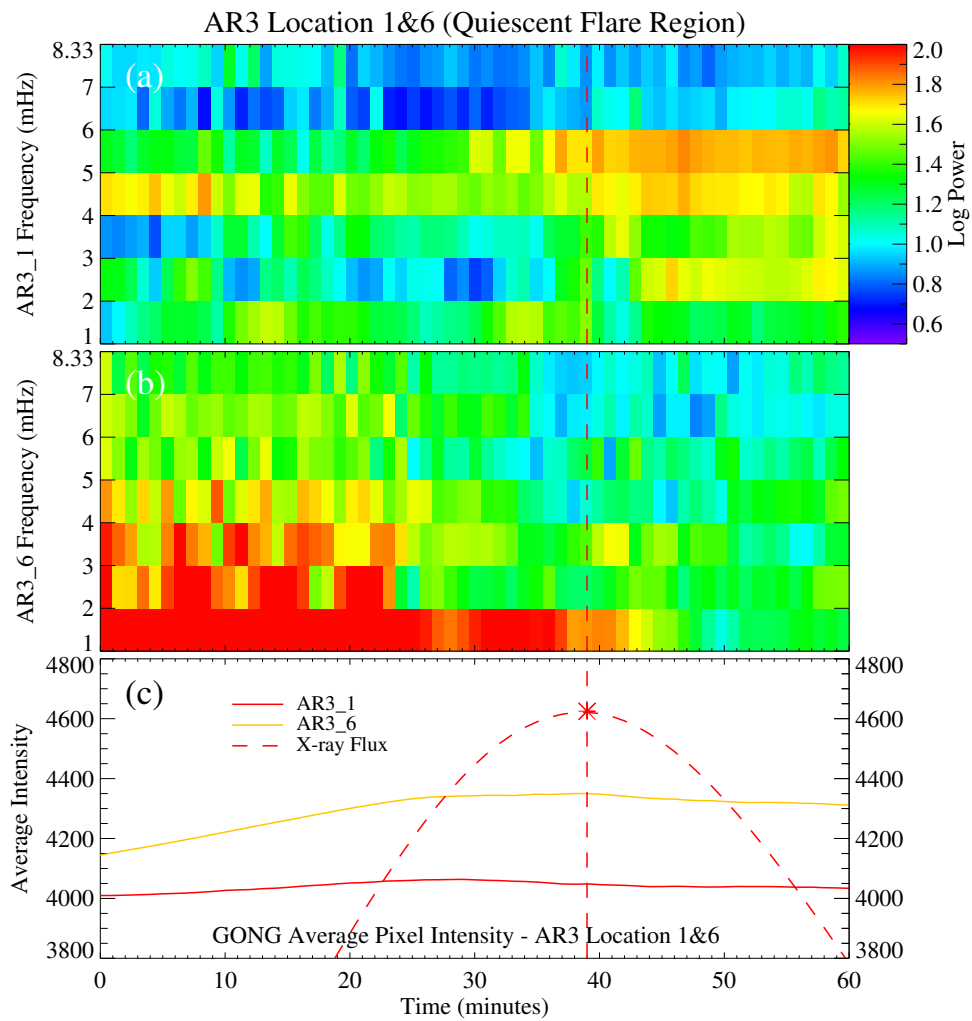 AR3 Location 1&6 (Quiescent Flare Region)
(a)
8.33
7
6
5
4
3
2
1
AR3_1 Frequency (mHz)
2.0
1.8
1.6
1.4
1.2
1.0
0.8
0.6
Log Power
(b)
8.33
7
6
5
4
3
2
1
AR3_6 Frequency (mHz)
(c)
4800
4600
4400
4200
4000
3800
Average Intensity
AR3_1
AR3_6
X-ray Flux
4800
4600
4400
4200
4000
3800
GONG Average Pixel Intensity - AR3 Location 1&6
0 10 20 30 40 50 60
Time (minutes)